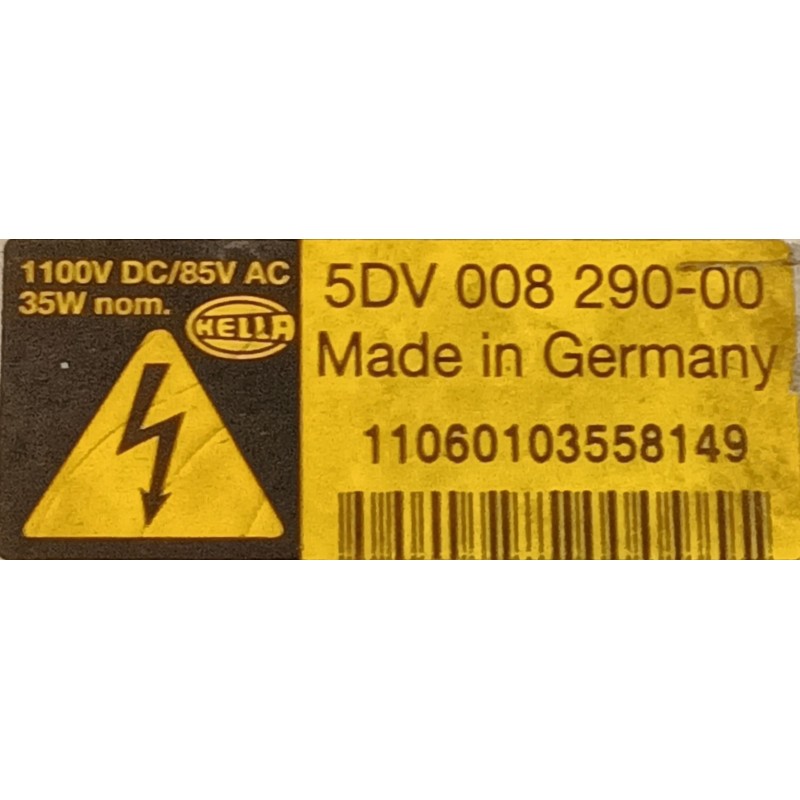 1100V DC/85V AC
35W nom.
HELLA
5DV 008 290-00
Made in Germany
11060103558149